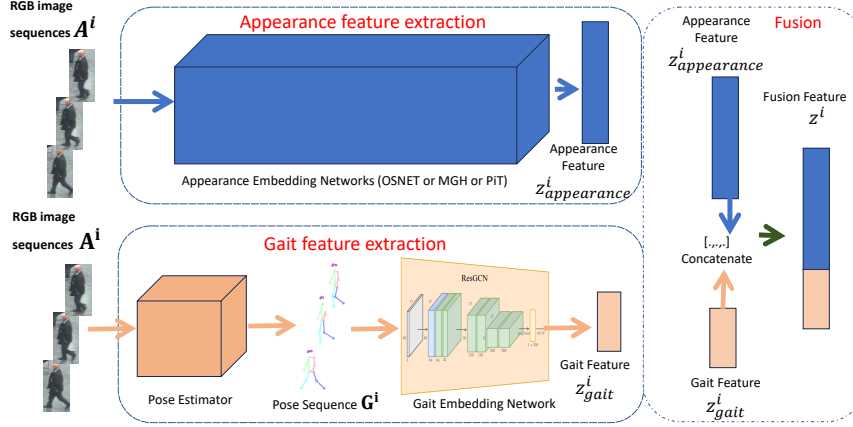 RGB image
sequences A^i
Appearance feature extraction
Appearance Embedding Networks (OSNET or MGH or PiT)
Appearance
Feature
z^i_appearance
RGB image
sequences A^i
Gait feature extraction
Pose Estimator
Pose Sequence G^i
ResGCN
Gait Embedding Network
Gait Feature
z^i_gait
Fusion
Appearance
Feature
z^i_appearance
Fusion Feature
z^i
[.,.,.]
Concatenate
Gait Feature
z^i_gait